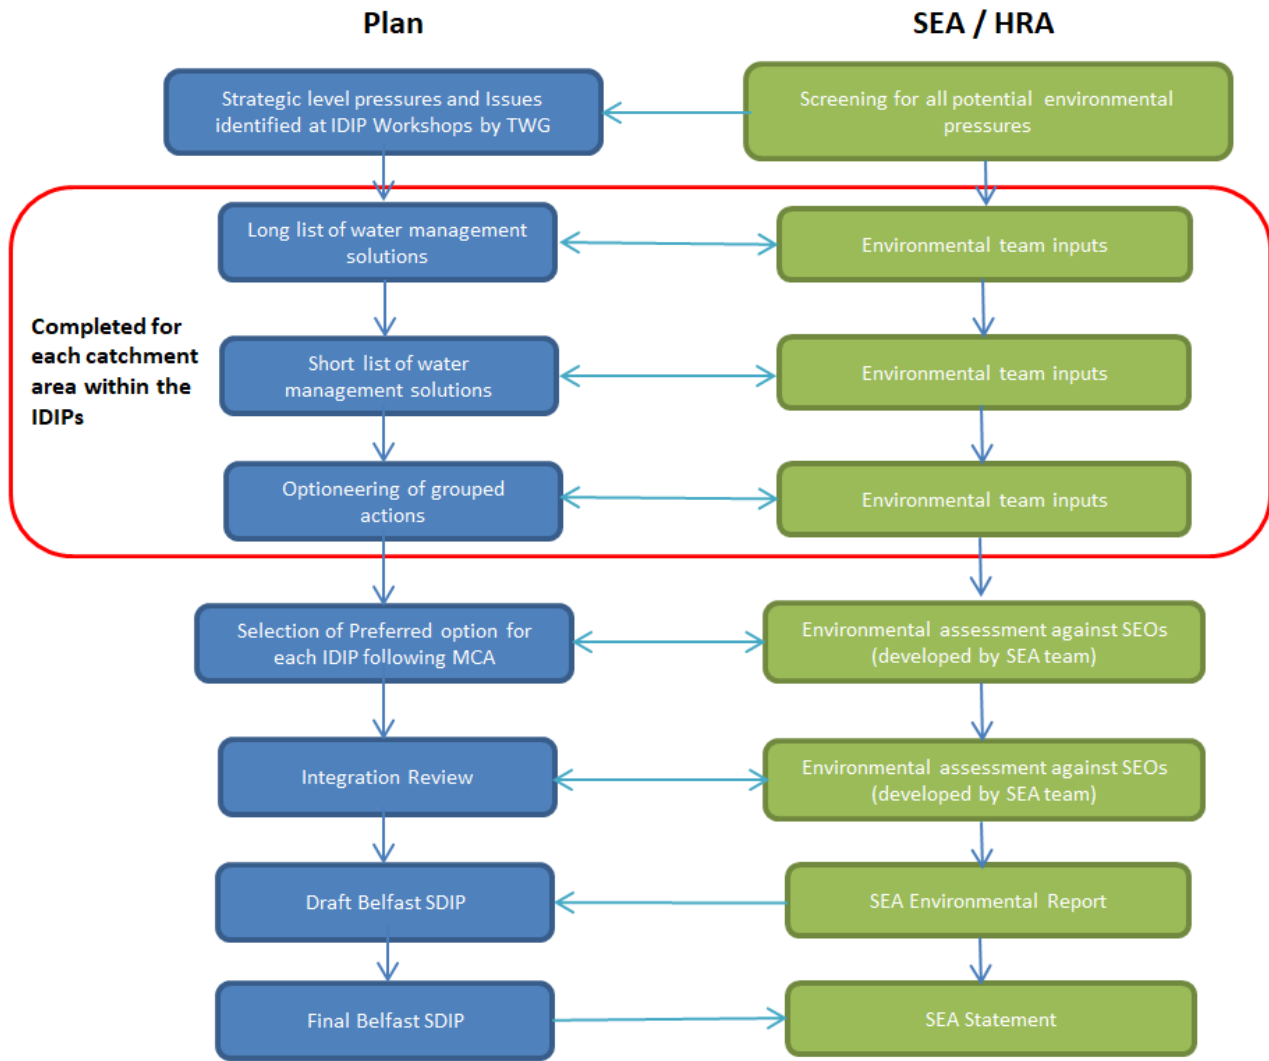 Plan
SEA / HRA
Strategic level pressures and Issues
identified at IDIP Workshops by TWG
Screening for all potential environmental
pressures
Long list of water management
solutions
Environmental team inputs
Completed for
each catchment
area within the
IDIPs
Short list of water
management solutions
Environmental team inputs
Optioneering of grouped
actions
Environmental team inputs
Selection of Preferred option for
each IDIP following MCA
Environmental assessment against SEOs
(developed by SEA team)
Integration Review
Environmental assessment against SEOs
(developed by SEA team)
Draft Belfast SDIP
SEA Environmental Report
Final Belfast SDIP
SEA Statement